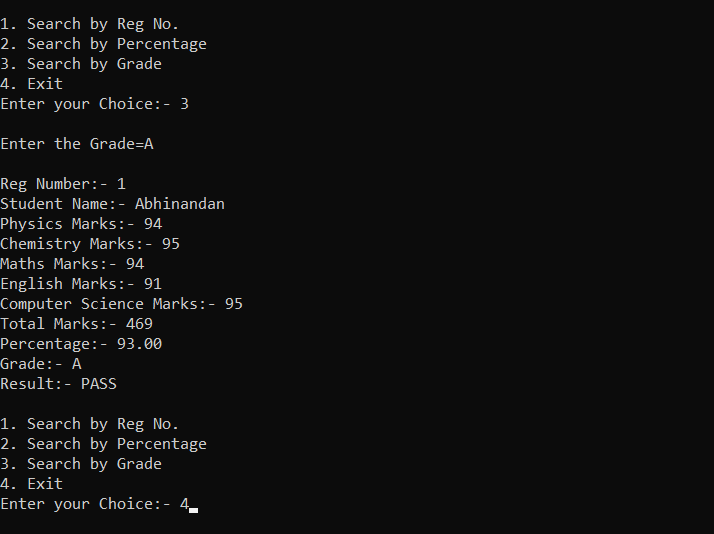 1. Search by Reg No.
2. Search by Percentage
3. Search by Grade
4. Exit
Enter your Choice:- 3
Enter the Grade=A
Reg Number:- 1
Student Name:- Abhinandan
Physics Marks:- 94
Chemistry Marks:- 95
Maths Marks:- 94
English Marks:- 91
Computer Science Marks:- 95
Total Marks:- 469
Percentage:- 93.00
Grade:- A
Result:- PASS
1. Search by Reg No.
2. Search by Percentage
3. Search by Grade
4. Exit
Enter your Choice:- 4